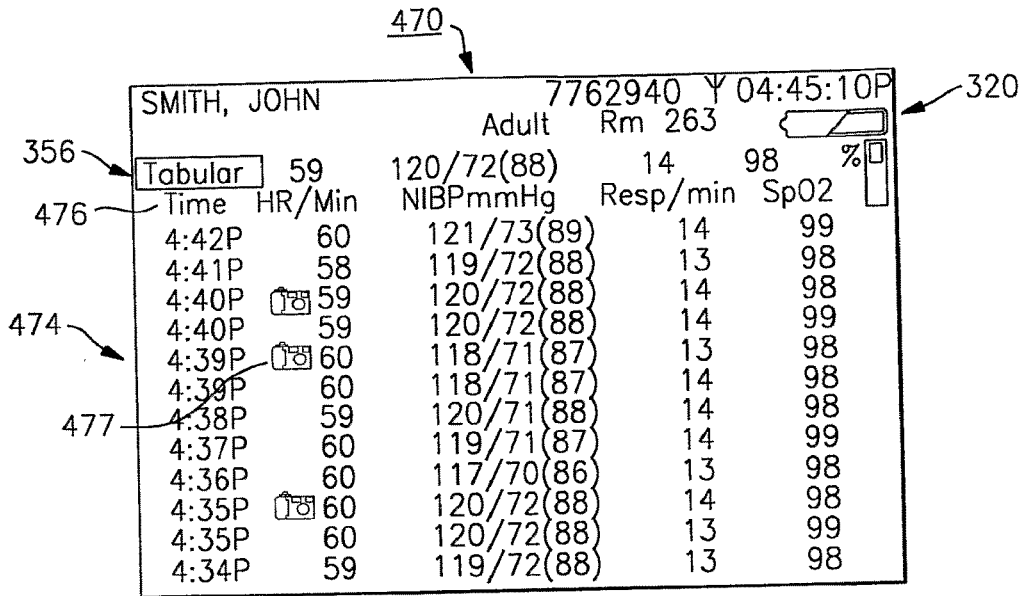 470
SMITH, JOHN 7762940 04:45:10P 320
Adult Rm 263
356 Tabular 59 120/72(88) 14 98 %
476 Time HR/Min NIBPmmHg Resp/min SpO2
4:42P 60 121/73(89) 14 99
4:41P 58 119/72(88) 13 98
4:40P 59 120/72(88) 14 98
474 4:40P 59 120/72(88) 14 99
4:39P 60 118/71(87) 13 98
4:39P 60 118/71(87) 14 98
477 4:38P 59 120/71(88) 14 98
4:37P 60 119/71(87) 14 99
4:36P 60 117/70(86) 13 98
4:35P 60 120/72(88) 14 98
4:35P 60 120/72(88) 13 99
4:34P 59 119/72(88) 13 98